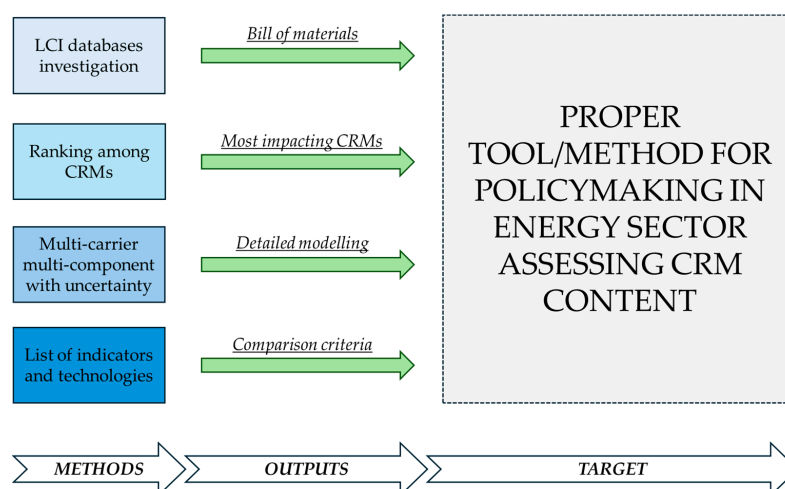 LCI databases
investigation
Bill of materials
Ranking among
CRMs
Most impacting CRMs
Multi-carrier
multi-component
with uncertainty
Detailed modelling
List of indicators
and technologies
Comparison criteria
PROPER
TOOL/METHOD FOR
POLICYMAKING IN
ENERGY SECTOR
ASSESSING CRM
CONTENT
METHODS
OUTPUTS
TARGET